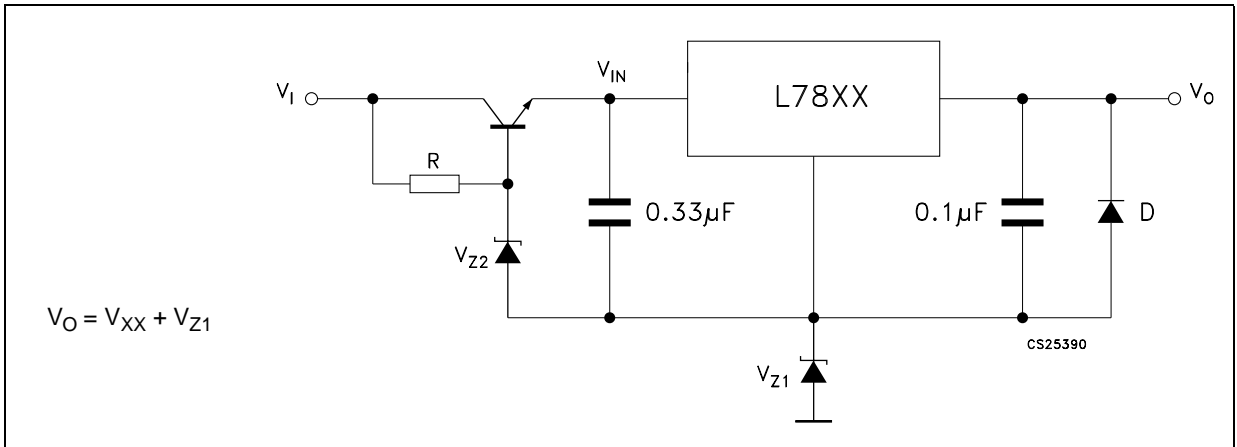 V_I
V_IN
L78XX
V_O
R
0.33µF
0.1µF
D
V_Z2
V_O = V_XX + V_Z1
CS25390
V_Z1